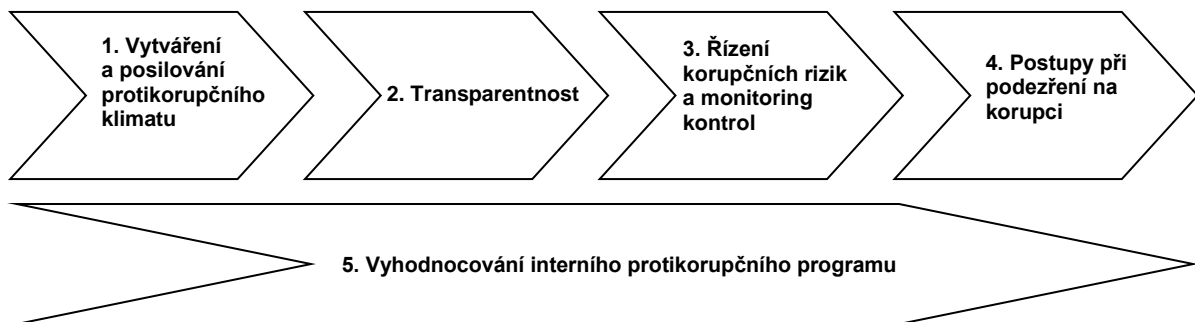 1. Vytváření
a posilování
protikorupčního
klimatu
2. Transparentnost
3. Řízení
korupčních rizik
a monitoring
kontrol
4. Postupy při
podezření na
korupci
5. Vyhodnocování interního protikorupčního programu